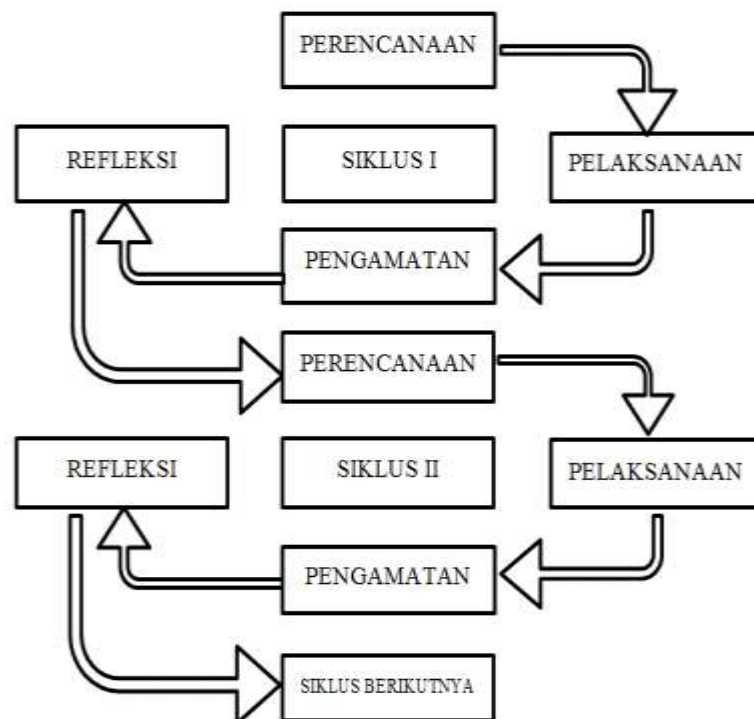 PERENCANAAN
REFLEKSI
SIKLUS I
PELAKSANAAN
PENGAMATAN
PERENCANAAN
REFLEKSI
SIKLUS II
PELAKSANAAN
PENGAMATAN
SIKLUS BERIKUTNYA